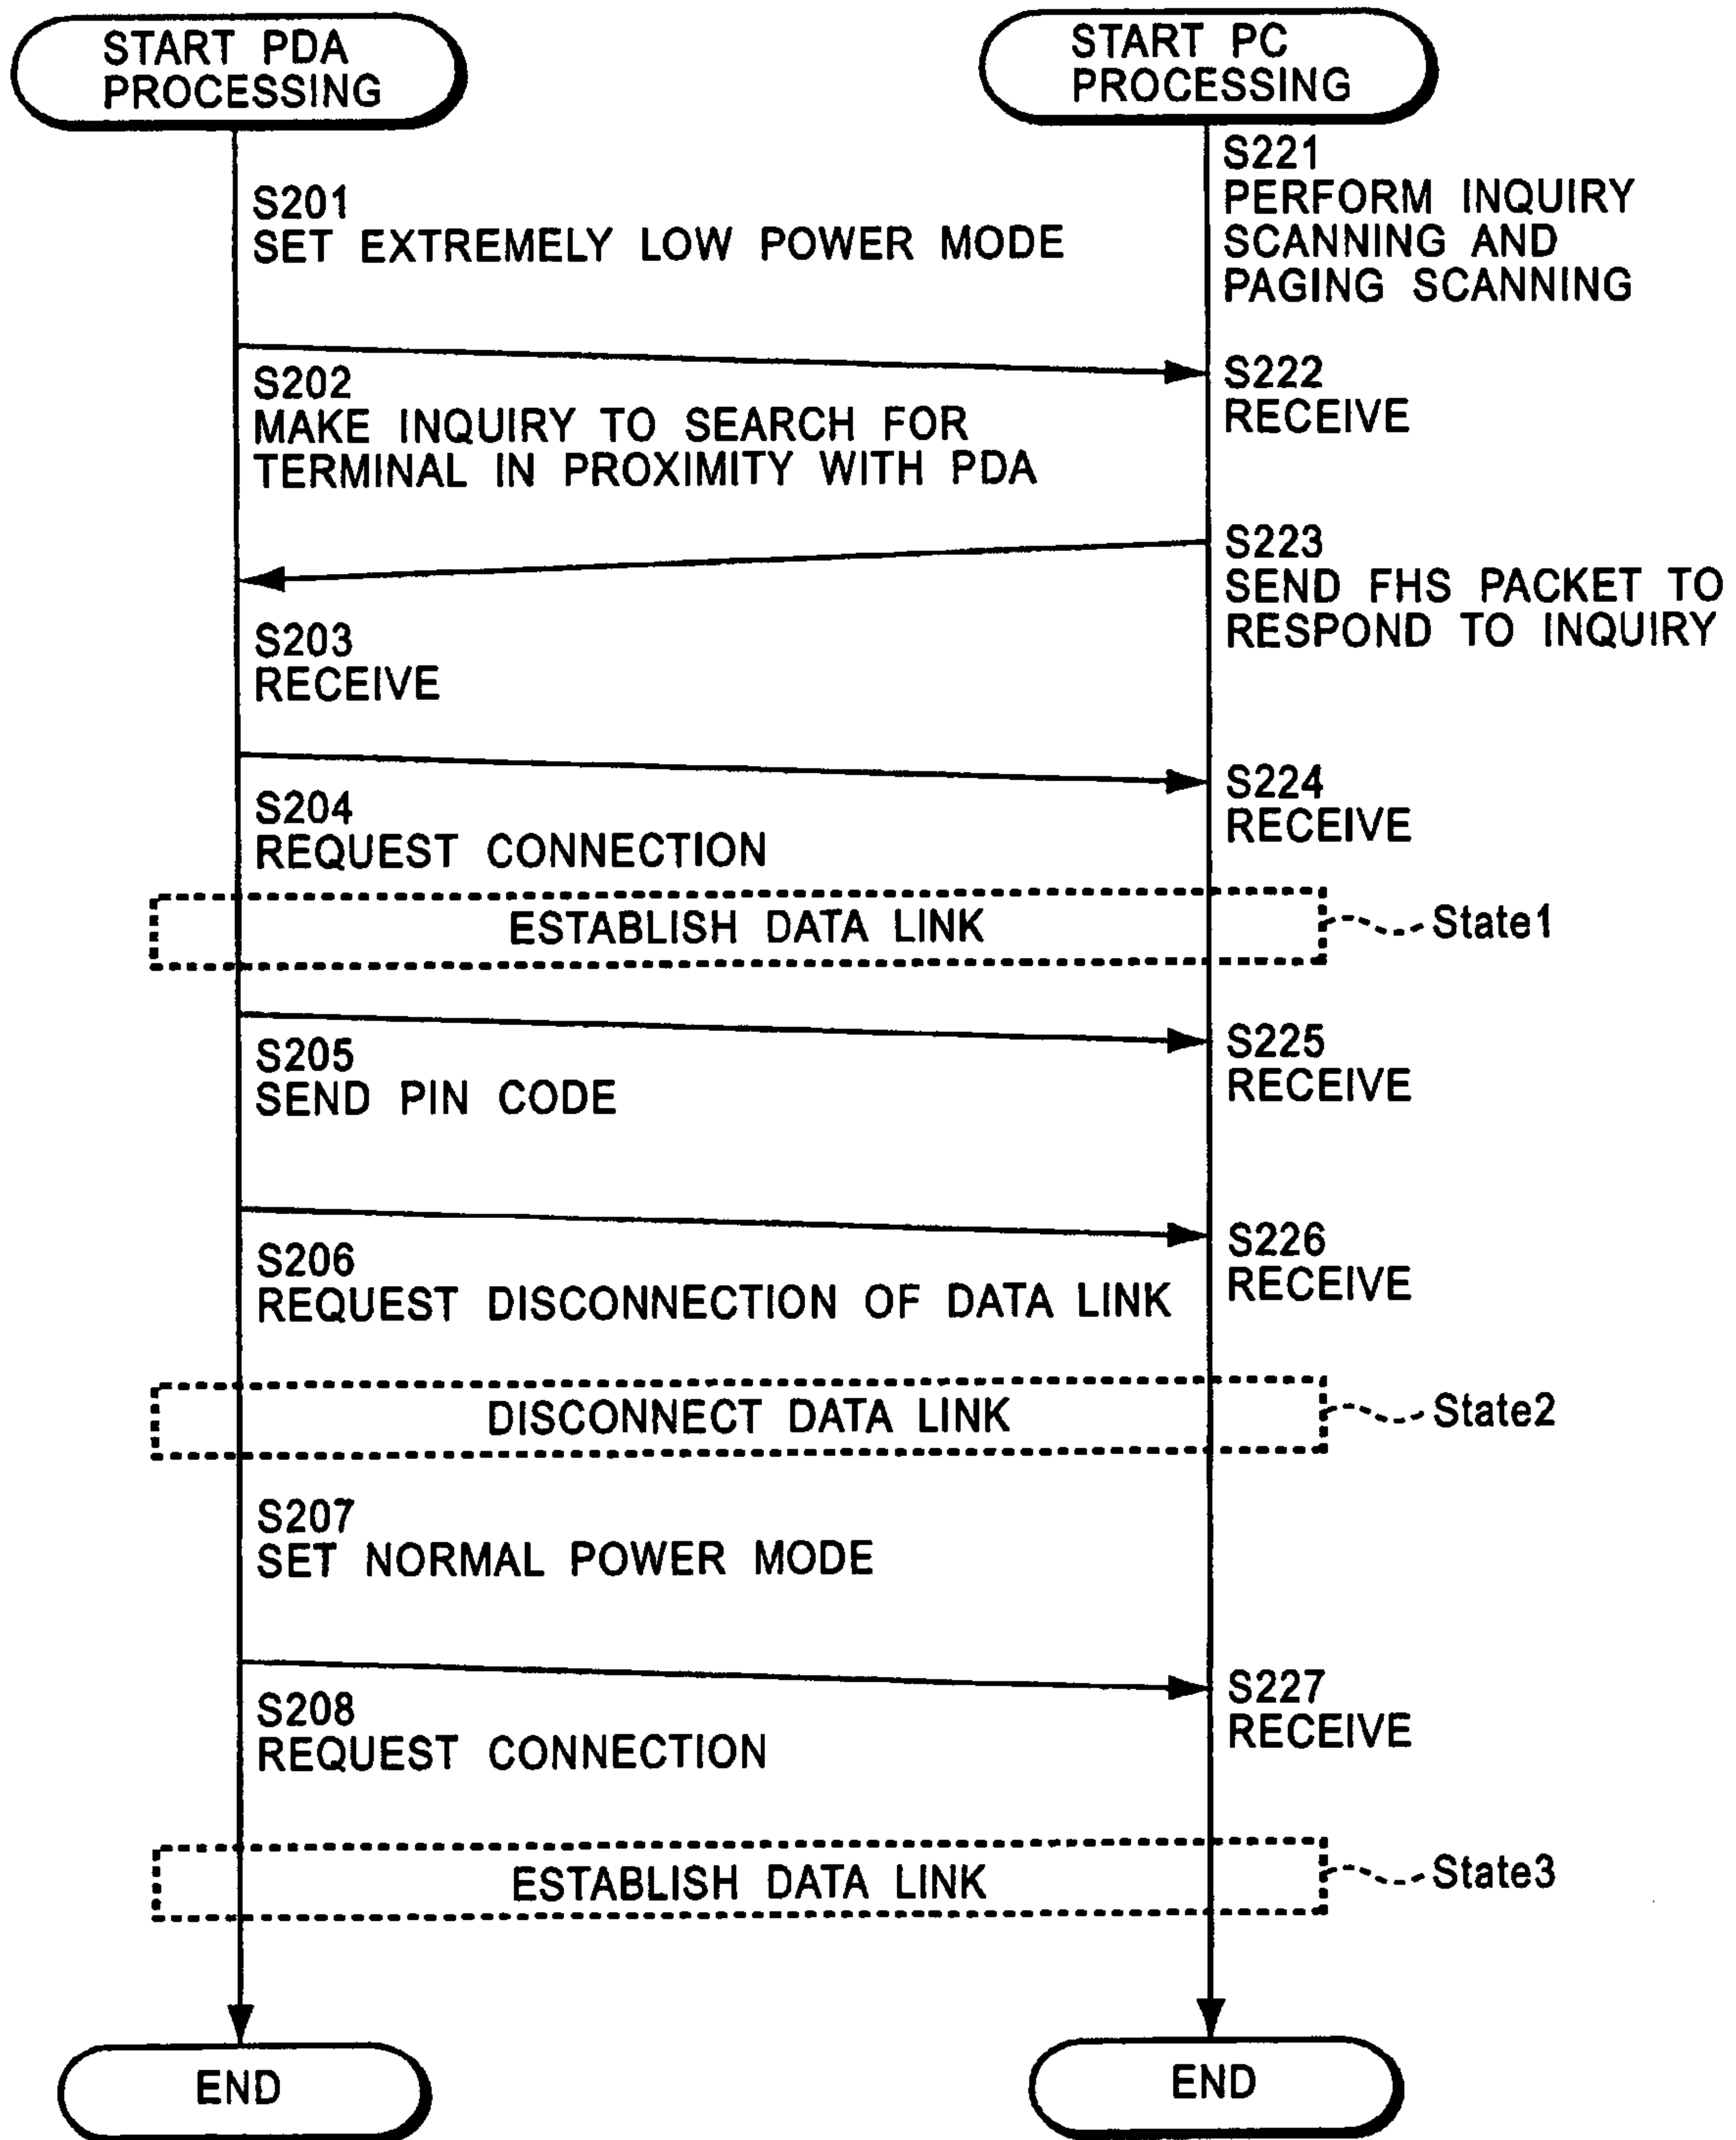 START PDA
PROCESSING
START PC
PROCESSING
S221
PERFORM INQUIRY
SCANNING AND
PAGING SCANNING
S201
SET EXTREMELY LOW POWER MODE
S202
MAKE INQUIRY TO SEARCH FOR
TERMINAL IN PROXIMITY WITH PDA
S222
RECEIVE
S223
SEND FHS PACKET TO
RESPOND TO INQUIRY
S203
RECEIVE
S204
REQUEST CONNECTION
S224
RECEIVE
ESTABLISH DATA LINK
State1
S205
SEND PIN CODE
S225
RECEIVE
S206
REQUEST DISCONNECTION OF DATA LINK
S226
RECEIVE
DISCONNECT DATA LINK
State2
S207
SET NORMAL POWER MODE
S208
REQUEST CONNECTION
S227
RECEIVE
ESTABLISH DATA LINK
State3
END
END